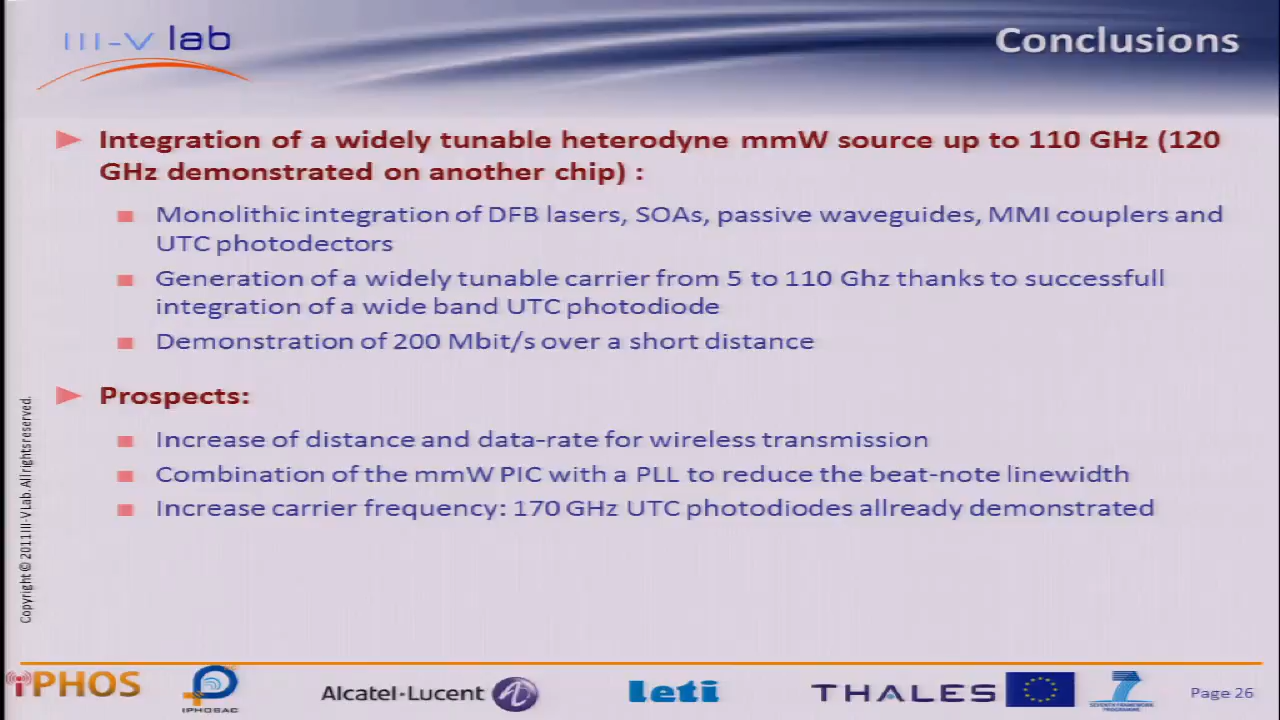 III-V lab
Conclusions
Integration of a widely tunable heterodyne mmW source up to 110 GHz (120
GHz demonstrated on another chip) :
Monolithic integration of DFB lasers, SOAs, passive waveguides, MMI couplers and
UTC photodectors
Generation of a widely tunable carrier from 5 to 110 Ghz thanks to successfull
integration of a wide band UTC photodiode
Demonstration of 200 Mbit/s over a short distance
Prospects:
Increase of distance and data-rate for wireless transmission
Combination of the mmW PIC with a PLL to reduce the beat-note linewidth
Increase carrier frequency: 170 GHz UTC photodiodes allready demonstrated
Copyright © 2011 III-V Lab. All rights reserved.
iPHOS
IPHOBAC
Alcatel-Lucent
leti
THALES
SEVENTH FRAMEWORK
PROGRAMME
Page 26